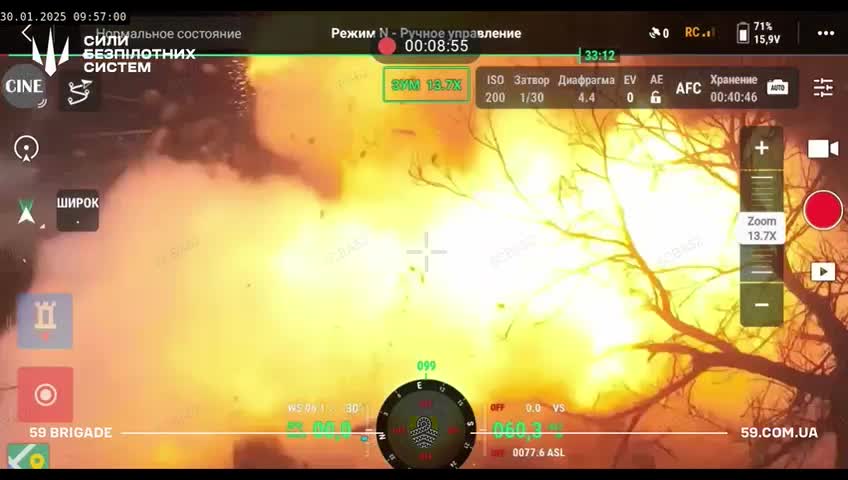 30.01.2025 09:57:00
Нормальное состояние
Режим N - Ручное управление
0
RC
71%
15,9V
СИЛИ
БЕЗПІЛОТНИХ
СИСТЕМ
00:08:55
33:12
CINE
ЗУМ 13.7X
ISO
200
Затвор
1/30
Диафрагма
4.4
EV
0
AE
AFC
Хранение
00:40:46
AUTO
ШИРОК
+
Zoom
13.7X
−
099
E
S
N
12
15
OFF
0.0 VS
060,3
0077.6 ASL
59 BRIGADE
59.COM.UA